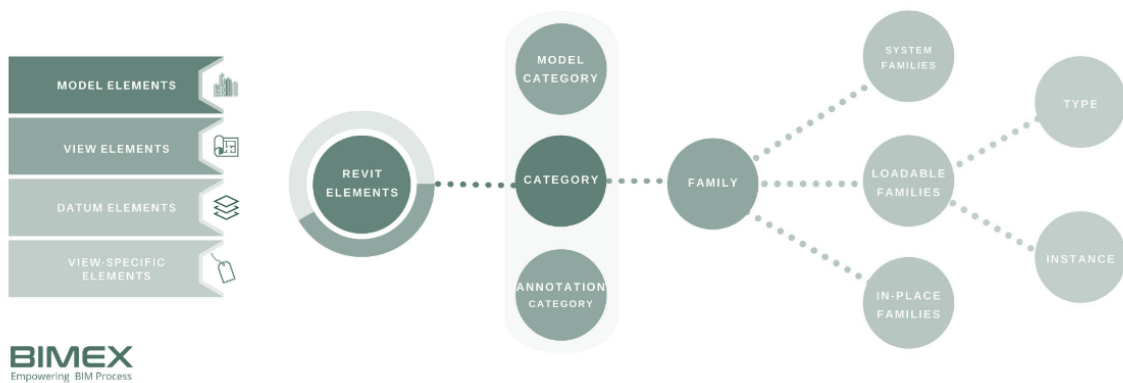 MODEL ELEMENTS
VIEW ELEMENTS
DATUM ELEMENTS
VIEW-SPECIFIC
ELEMENTS
BIMEX
Empowering BIM Process
REVIT
ELEMENTS
MODEL
CATEGORY
CATEGORY
ANNOTATION
CATEGORY
FAMILY
SYSTEM
FAMILIES
LOADABLE
FAMILIES
IN-PLACE
FAMILIES
TYPE
INSTANCE